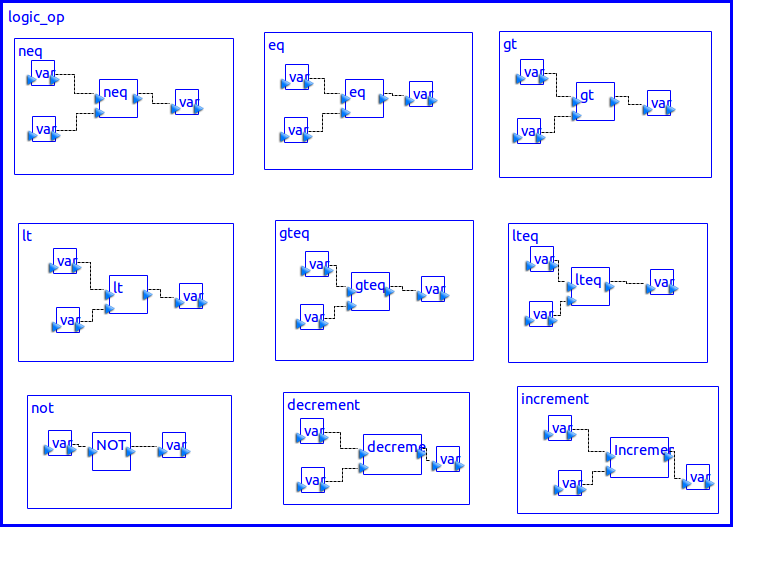 logic_op
neq
var
neq
var
var
eq
var
eq
var
var
gt
var
gt
var
var
lt
var
lt
var
var
gteq
var
gteq
var
var
lteq
var
lteq
var
var
not
var
NOT
var
decrement
var
decreme
var
var
increment
var
Incremer
var
var